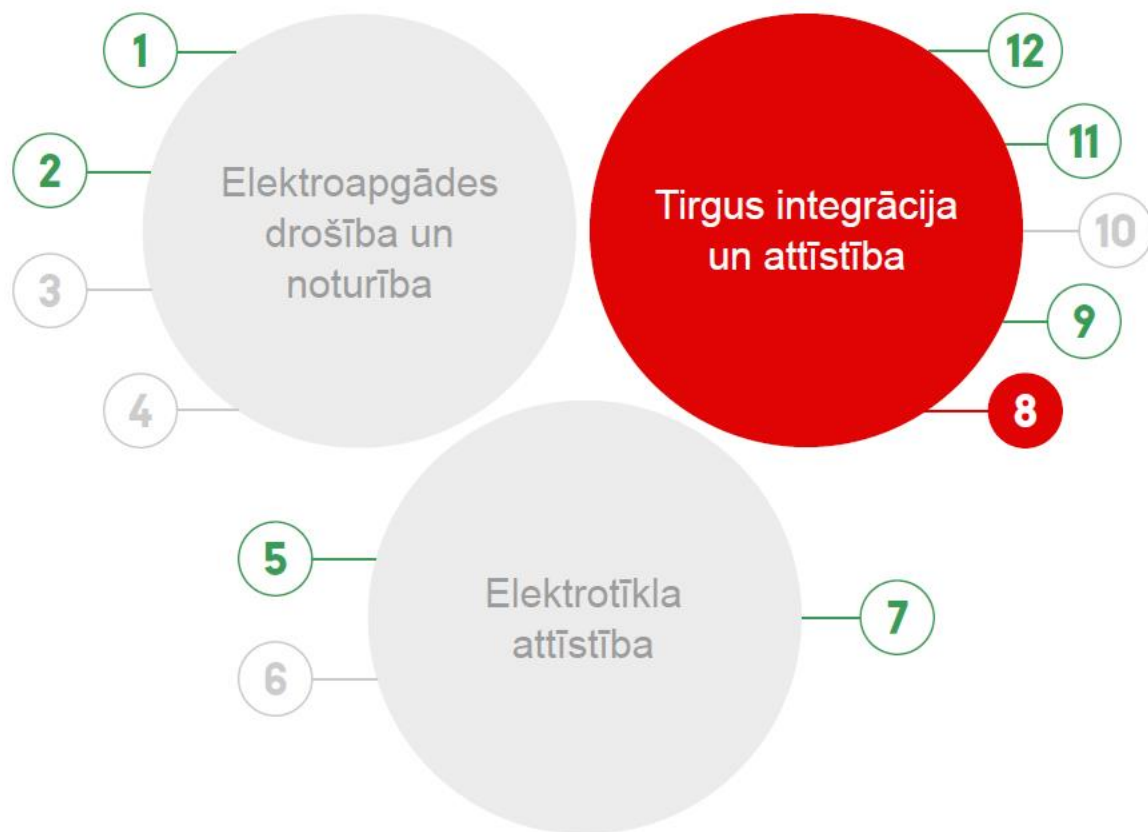 1
2
3
4
Elektroapgādes
drošība un
noturība
Tirgus integrācija
un attīstība
12
11
10
9
8
5
6
Elektrotīkla
attīstība
7